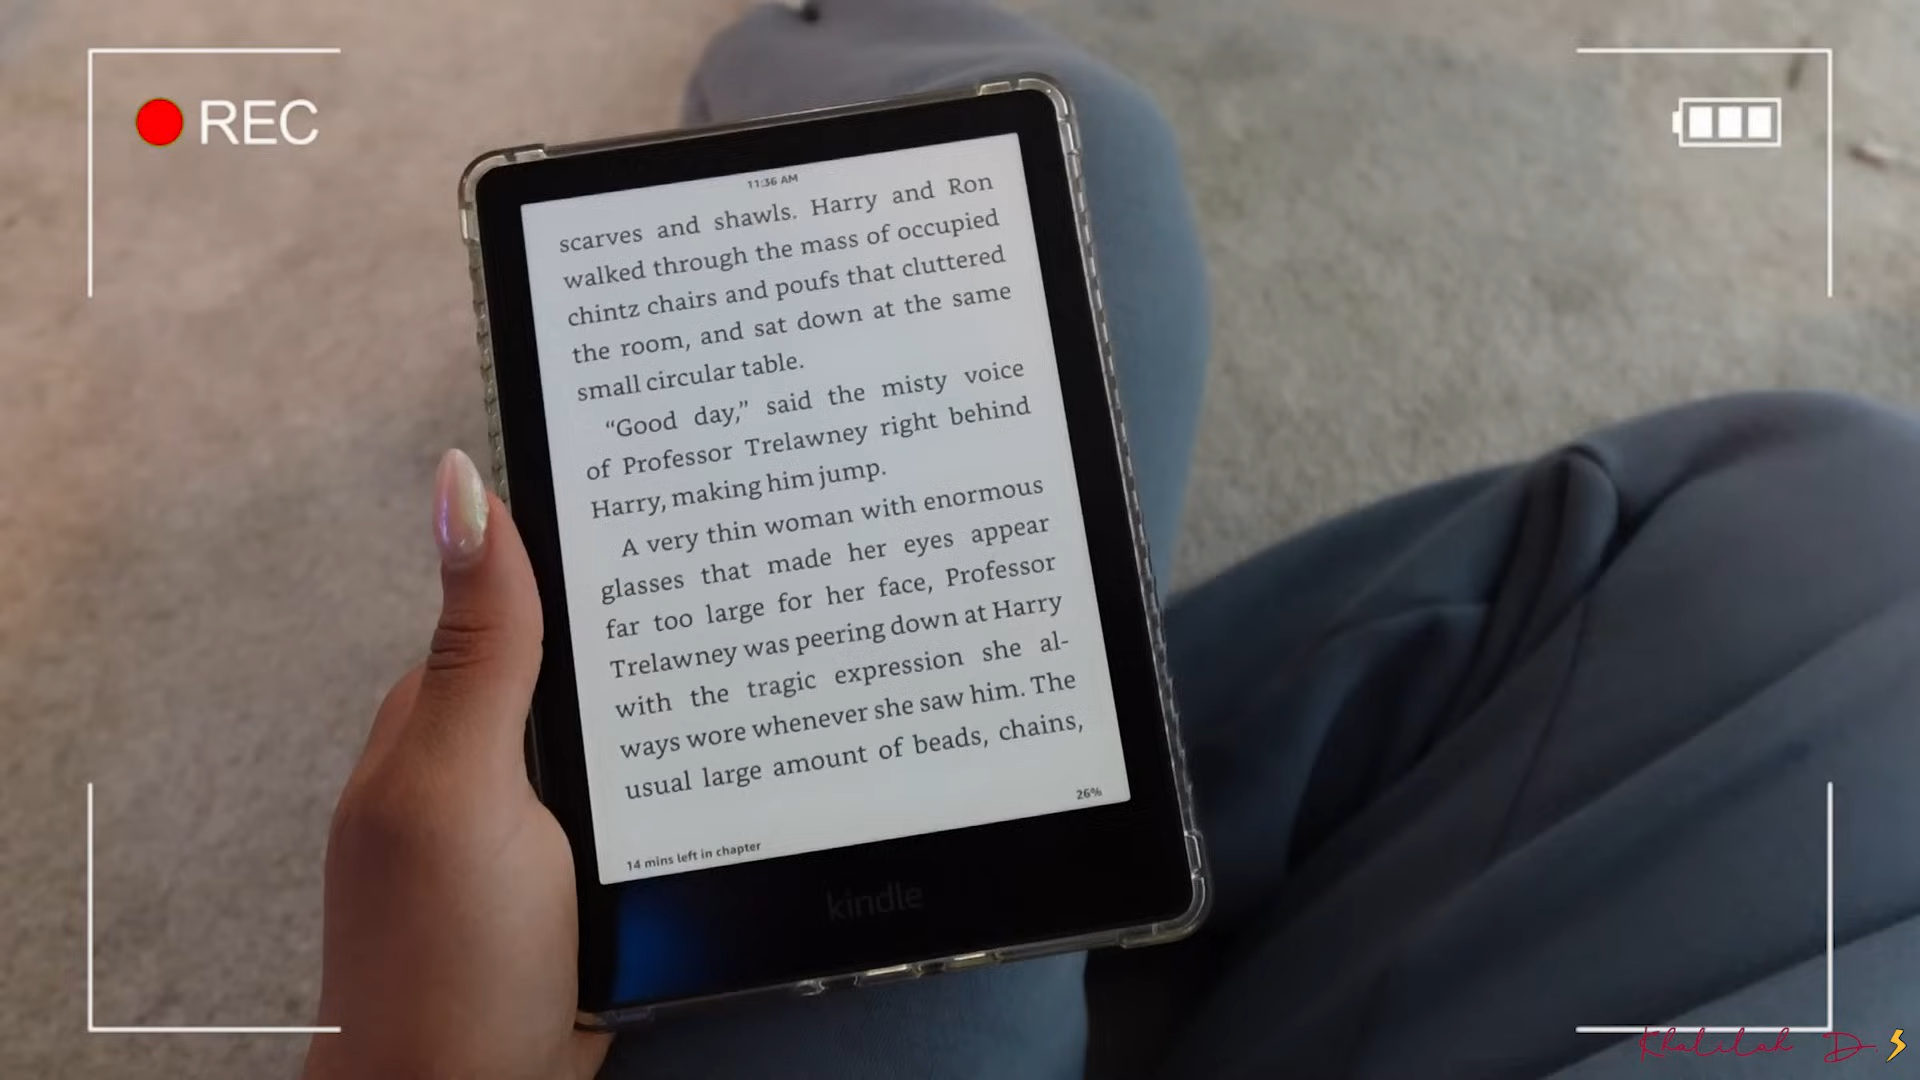 REC
11:36 AM
scarves and shawls. Harry and Ron
walked through the mass of occupied
chintz chairs and poufs that cluttered
the room, and sat down at the same
small circular table.
“Good day,” said the misty voice
of Professor Trelawney right behind
Harry, making him jump.
A very thin woman with enormous
glasses that made her eyes appear
far too large for her face, Professor
Trelawney was peering down at Harry
with the tragic expression she al-
ways wore whenever she saw him. The
usual large amount of beads, chains,
26%
14 mins left in chapter
kindle
Khalilah D.